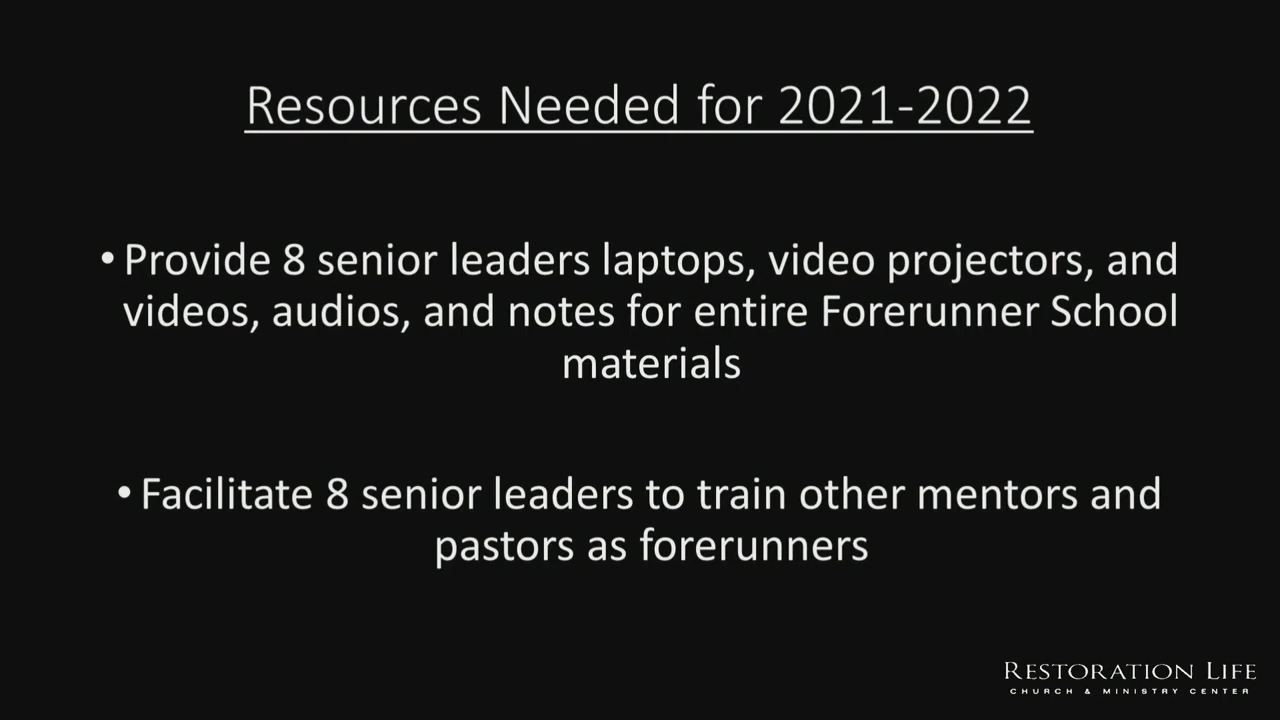 Resources Needed for 2021-2022
• Provide 8 senior leaders laptops, video projectors, and
videos, audios, and notes for entire Forerunner School
materials
• Facilitate 8 senior leaders to train other mentors and
pastors as forerunners
RESTORATION LIFE
CHURCH & MINISTRY CENTER